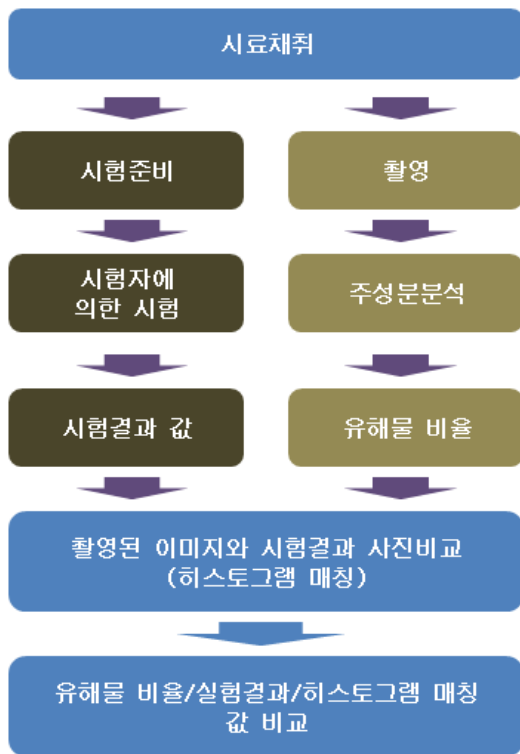 시료채취
시험준비
촬영
시험자에
의한 시험
주성분분석
시험결과 값
유해물 비율
촬영된 이미지와 시험결과 사진비교
(히스토그램 매칭)
유해물 비율/실험결과/히스토그램 매칭
값 비교